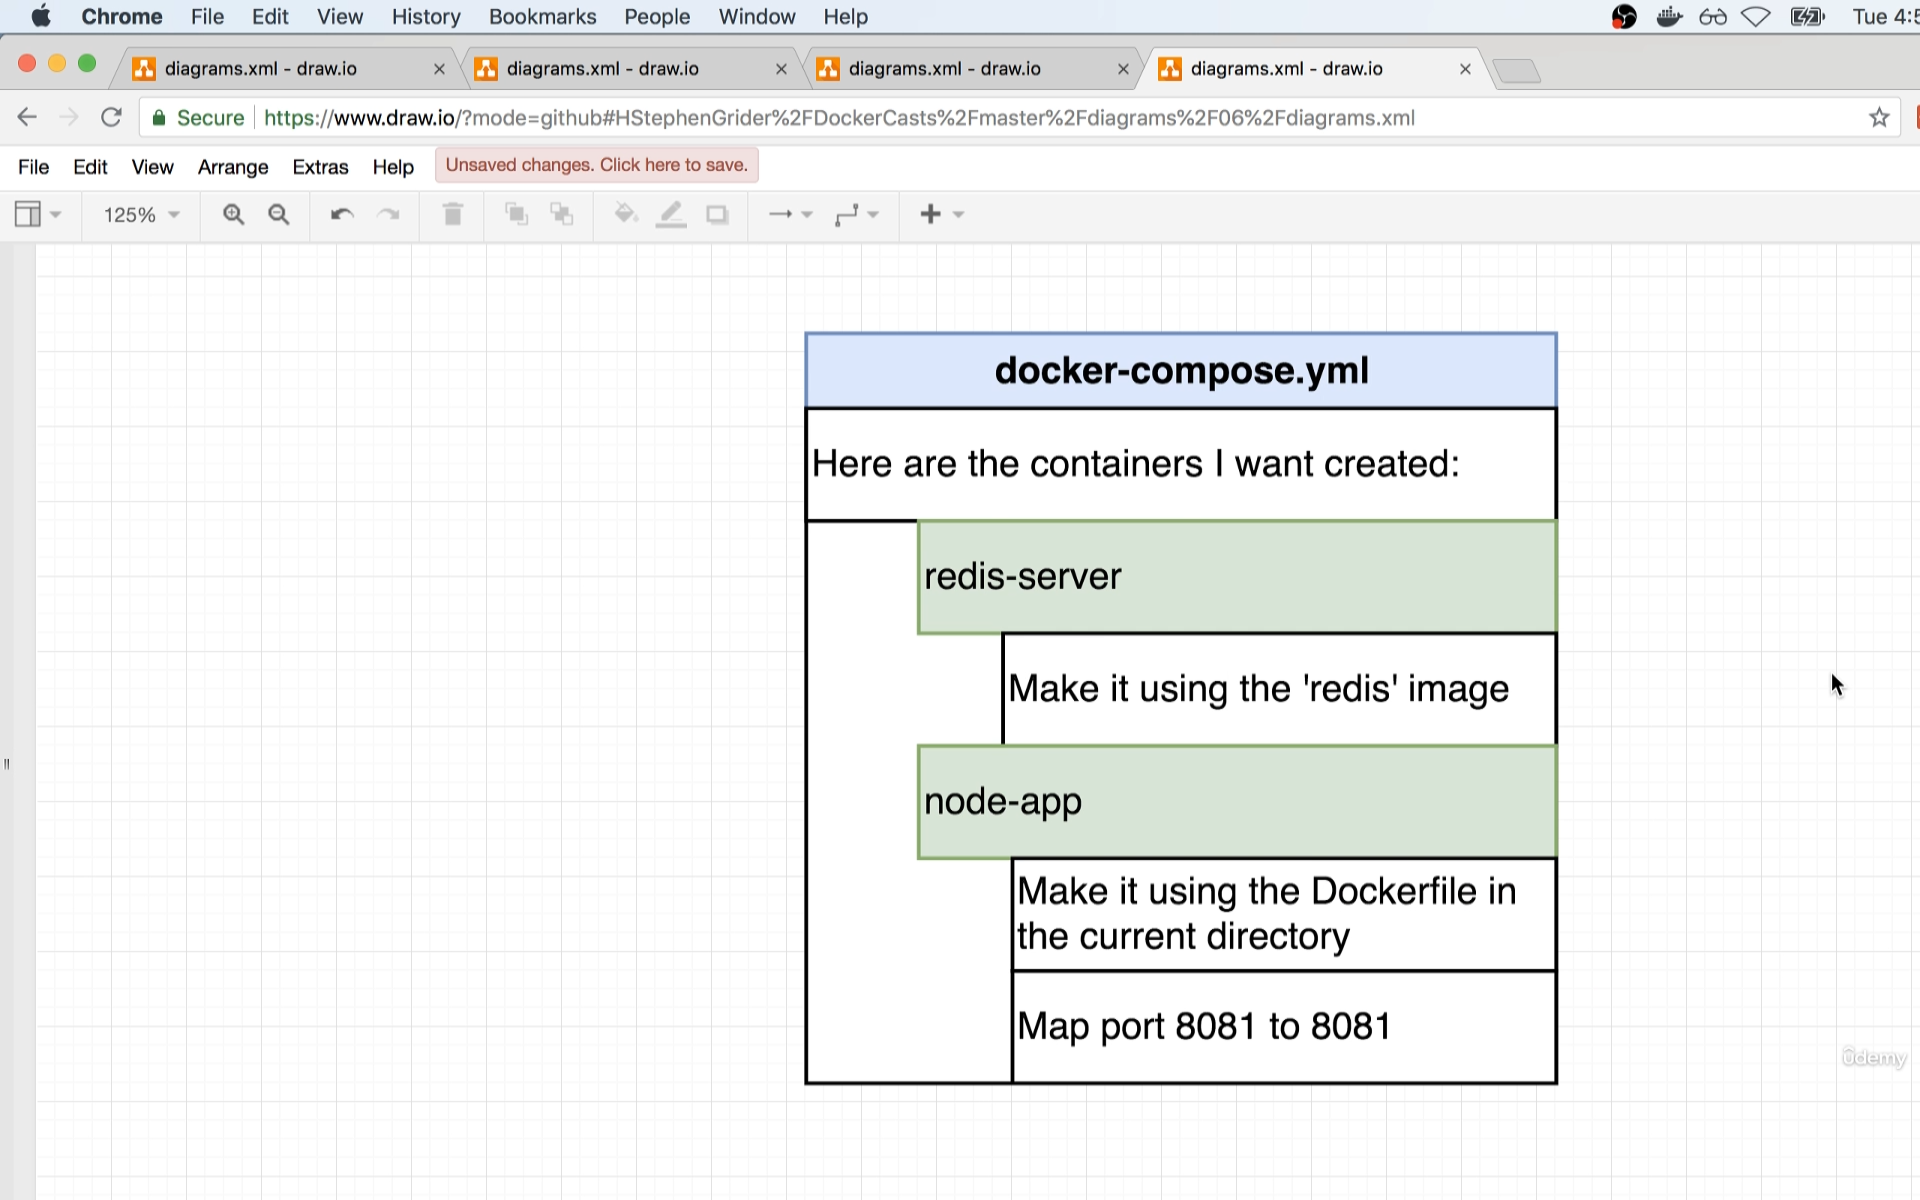 Chrome File Edit View History Bookmarks People Window Help Tue 4:5
diagrams.xml - draw.io diagrams.xml - draw.io diagrams.xml - draw.io diagrams.xml - draw.io
Secure https://www.draw.io/?mode=github#HStephenGrider%2FDockerCasts%2Fmaster%2Fdiagrams%2F06%2Fdiagrams.xml
File Edit View Arrange Extras Help Unsaved changes. Click here to save.
125%
docker-compose.yml
Here are the containers I want created:
redis-server
Make it using the 'redis' image
node-app
Make it using the Dockerfile in
the current directory
Map port 8081 to 8081
ûdemy